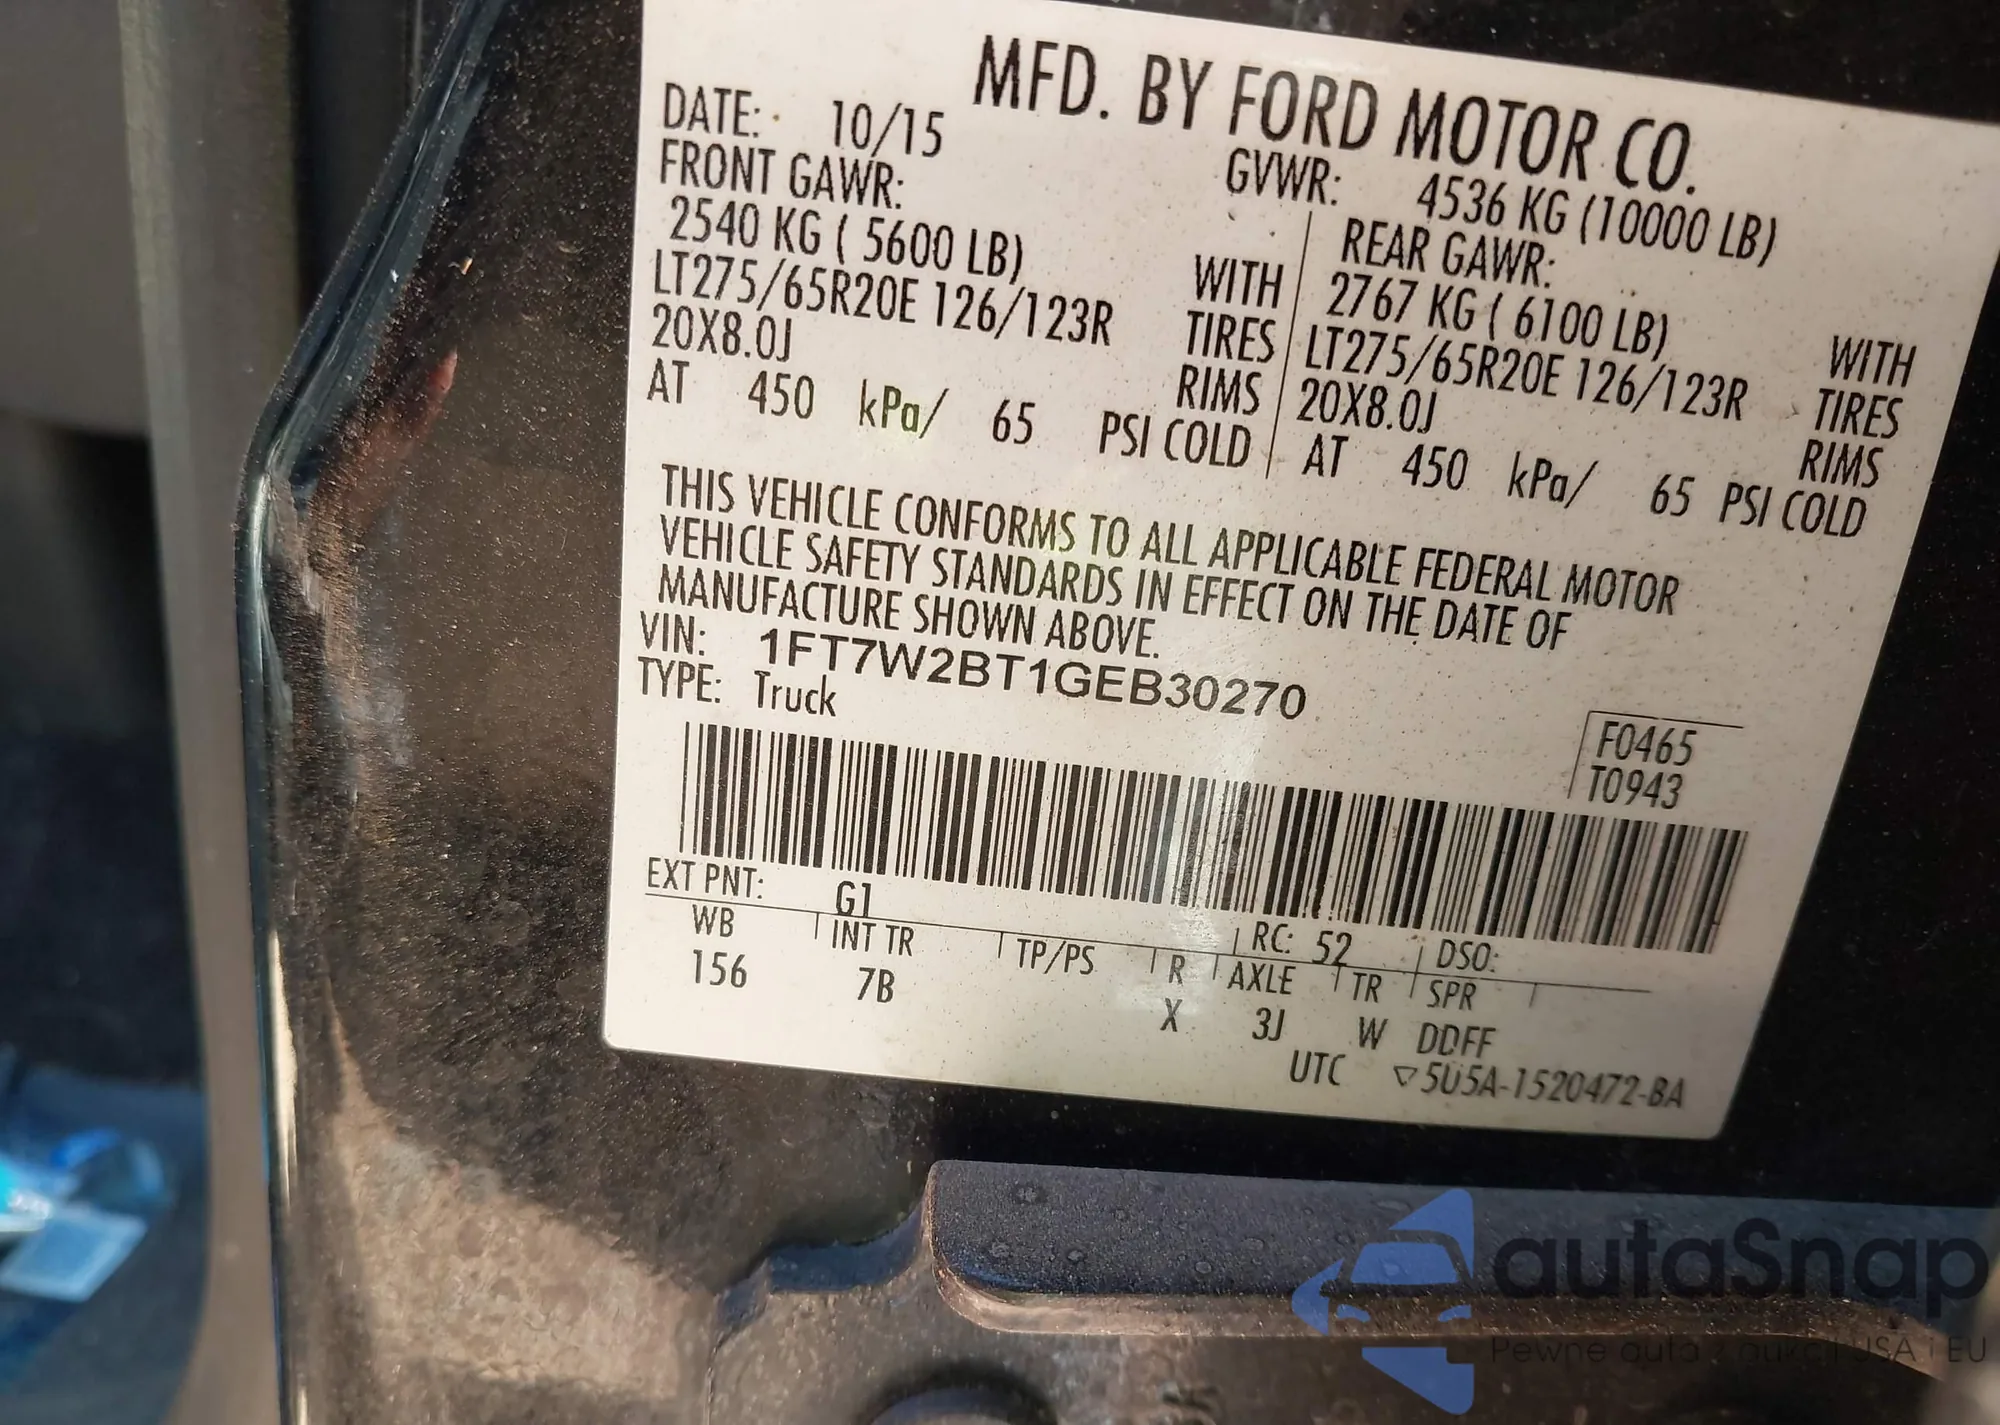 MFD. BY FORD MOTOR CO.
DATE: 10/15
GVWR: 4536 KG (10000 LB)
FRONT GAWR:
2540 KG ( 5600 LB) WITH
LT275/65R20E 126/123R TIRES
20X8.0J RIMS
AT 450 kPa/ 65 PSI COLD
REAR GAWR:
2767 KG ( 6100 LB) WITH
LT275/65R20E 126/123R TIRES
20X8.0J RIMS
AT 450 kPa/ 65 PSI COLD
THIS VEHICLE CONFORMS TO ALL APPLICABLE FEDERAL MOTOR
VEHICLE SAFETY STANDARDS IN EFFECT ON THE DATE OF
MANUFACTURE SHOWN ABOVE.
VIN: 1FT7W2BT1GEB30270
TYPE: Truck
F0465
T0943
EXT PNT: G1 RC: 52 DSO:
WB INT TR TP/PS R AXLE TR SPR
156 7B X 3J W DDFF
UTC ▽5U5A-1520472-BA
autaSnap
Pewne auta z aukcji USA i EU